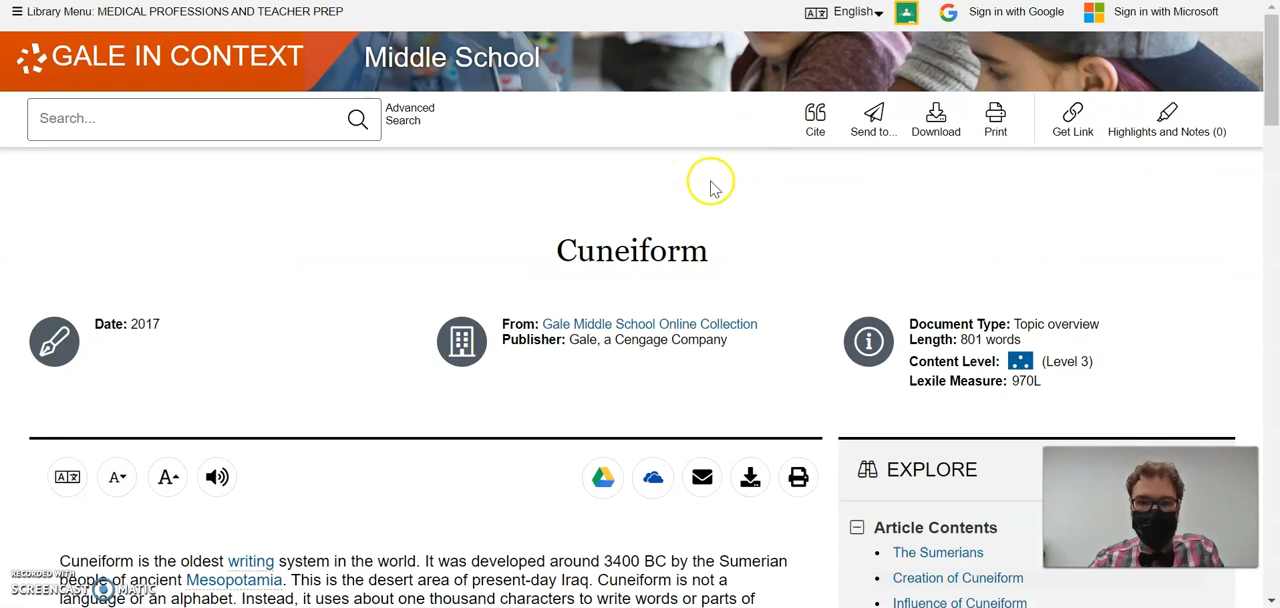 Library Menu: MEDICAL PROFESSIONS AND TEACHER PREP
English
Sign in with Google
Sign in with Microsoft
GALE IN CONTEXT
Middle School
Search...
Advanced
Search
Cite
Send to...
Download
Print
Get Link
Highlights and Notes (0)
Cuneiform
Date: 2017
From: Gale Middle School Online Collection
Publisher: Gale, a Cengage Company
Document Type: Topic overview
Length: 801 words
Content Level: (Level 3)
Lexile Measure: 970L
A
A
EXPLORE
Article Contents
The Sumerians
Creation of Cuneiform
Influence of Cuneiform
Cuneiform is the oldest writing system in the world. It was developed around 3400 BC by the Sumerian
people of ancient Mesopotamia. This is the desert area of present-day Iraq. Cuneiform is not a
language or an alphabet. Instead, it uses about one thousand characters to write words or parts of
RECORDED WITH
SCREENCAST MATIC